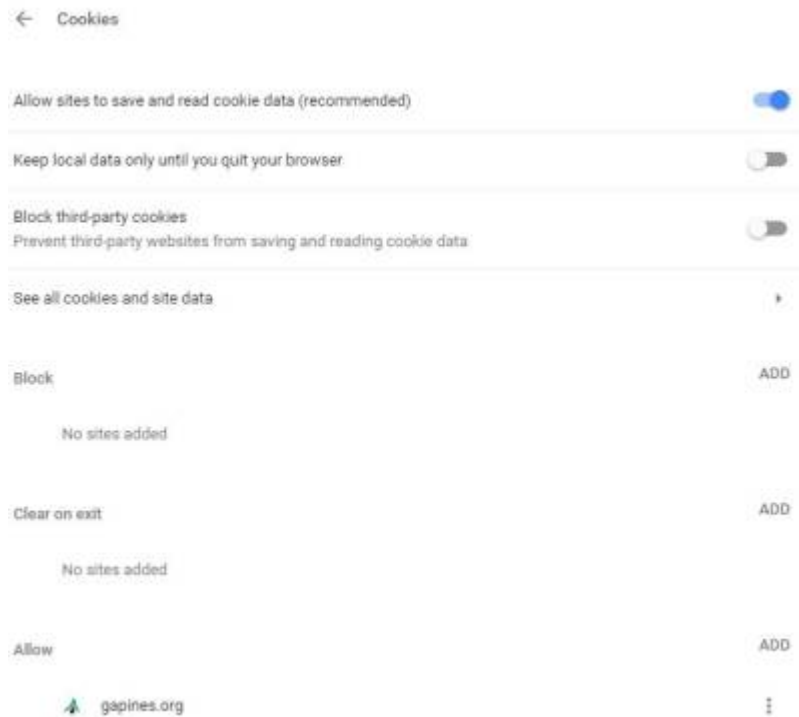 Cookies
Allow sites to save and read cookie data (recommended)
Keep local data only until you quit your browser
Block third-party cookies
Prevent third-party websites from saving and reading cookie data
See all cookies and site data
Block ADD
No sites added
Clear on exit ADD
No sites added
Allow ADD
gapines.org